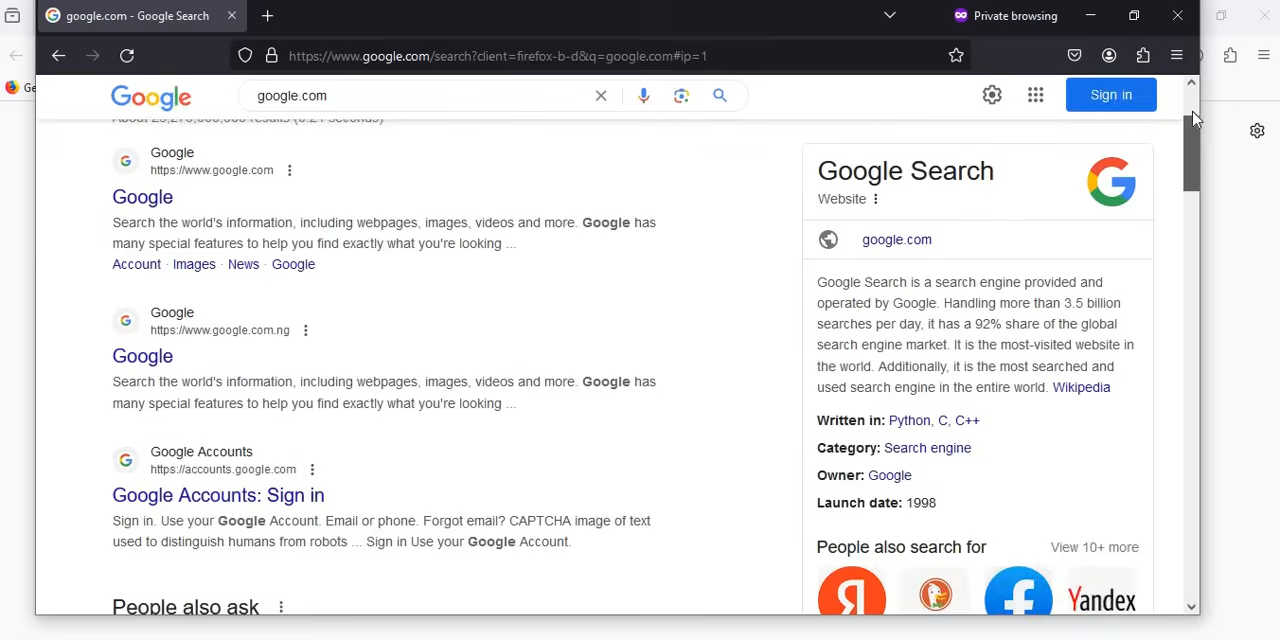 google.com - Google Search
Private browsing
https://www.google.com/search?client=firefox-b-d&q=google.com#ip=1
Ge
Google
google.com
Sign in
Google
https://www.google.com
Google
Search the world's information, including webpages, images, videos and more. Google has
many special features to help you find exactly what you're looking ...
Account · Images · News · Google
Google
https://www.google.com.ng
Google
Search the world's information, including webpages, images, videos and more. Google has
many special features to help you find exactly what you're looking ...
Google Accounts
https://accounts.google.com
Google Accounts: Sign in
Sign in. Use your Google Account. Email or phone. Forgot email? CAPTCHA image of text
used to distinguish humans from robots ... Sign in Use your Google Account.
People also ask
Google Search
Website
google.com
Google Search is a search engine provided and
operated by Google. Handling more than 3.5 billion
searches per day, it has a 92% share of the global
search engine market. It is the most-visited website in
the world. Additionally, it is the most searched and
used search engine in the entire world. Wikipedia
Written in: Python, C, C++
Category: Search engine
Owner: Google
Launch date: 1998
People also search for
View 10+ more
Я
Yandex